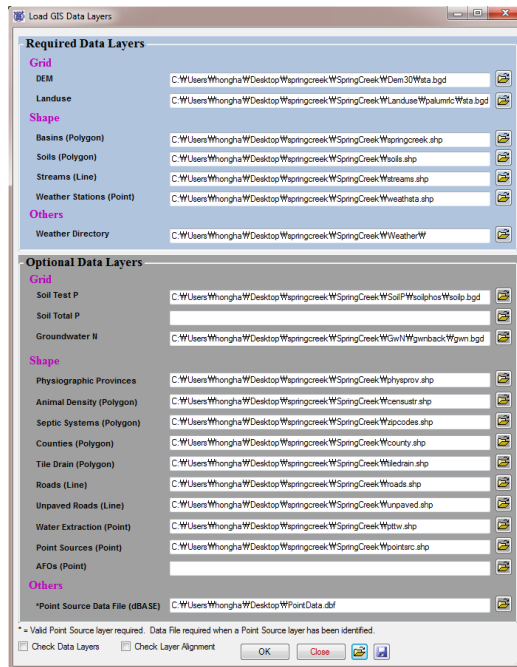 Load GIS Data Layers
Required Data Layers
Grid
DEM C:₩Users₩hongha₩Desktop₩springcreek₩SpringCreek₩Dem30₩sta.bgd
Landuse C:₩Users₩hongha₩Desktop₩springcreek₩SpringCreek₩Landuse₩palumrlc₩sta.bgd
Shape
Basins (Polygon) C:₩Users₩hongha₩Desktop₩springcreek₩SpringCreek₩springcreek.shp
Soils (Polygon) C:₩Users₩hongha₩Desktop₩springcreek₩SpringCreek₩soils.shp
Streams (Line) C:₩Users₩hongha₩Desktop₩springcreek₩SpringCreek₩streams.shp
Weather Stations (Point) C:₩Users₩hongha₩Desktop₩springcreek₩SpringCreek₩weathsta.shp
Others
Weather Directory C:₩Users₩hongha₩Desktop₩springcreek₩SpringCreek₩Weather₩
Optional Data Layers
Grid
Soil Test P C:₩Users₩hongha₩Desktop₩springcreek₩SpringCreek₩SoilP₩soilphos₩soilp.bgd
Soil Total P
Groundwater N C:₩Users₩hongha₩Desktop₩springcreek₩SpringCreek₩GwN₩gwnback₩gwn.bgd
Shape
Physiographic Provinces C:₩Users₩hongha₩Desktop₩springcreek₩SpringCreek₩physprov.shp
Animal Density (Polygon) C:₩Users₩hongha₩Desktop₩springcreek₩SpringCreek₩censustr.shp
Septic Systems (Polygon) C:₩Users₩hongha₩Desktop₩springcreek₩SpringCreek₩zipcodes.shp
Counties (Polygon) C:₩Users₩hongha₩Desktop₩springcreek₩SpringCreek₩county.shp
Tile Drain (Polygon) C:₩Users₩hongha₩Desktop₩springcreek₩SpringCreek₩tiledrain.shp
Roads (Line) C:₩Users₩hongha₩Desktop₩springcreek₩SpringCreek₩roads.shp
Unpaved Roads (Line) C:₩Users₩hongha₩Desktop₩springcreek₩SpringCreek₩unpaved.shp
Water Extraction (Point) C:₩Users₩hongha₩Desktop₩springcreek₩SpringCreek₩pttw.shp
Point Sources (Point) C:₩Users₩hongha₩Desktop₩springcreek₩SpringCreek₩pointsrc.shp
AFOs (Point)
Others
*Point Source Data File (dBASE) C:₩Users₩hongha₩Desktop₩PointData.dbf
* = Valid Point Source layer required. Data File required when a Point Source layer has been identified.
Check Data Layers Check Layer Alignment OK Close